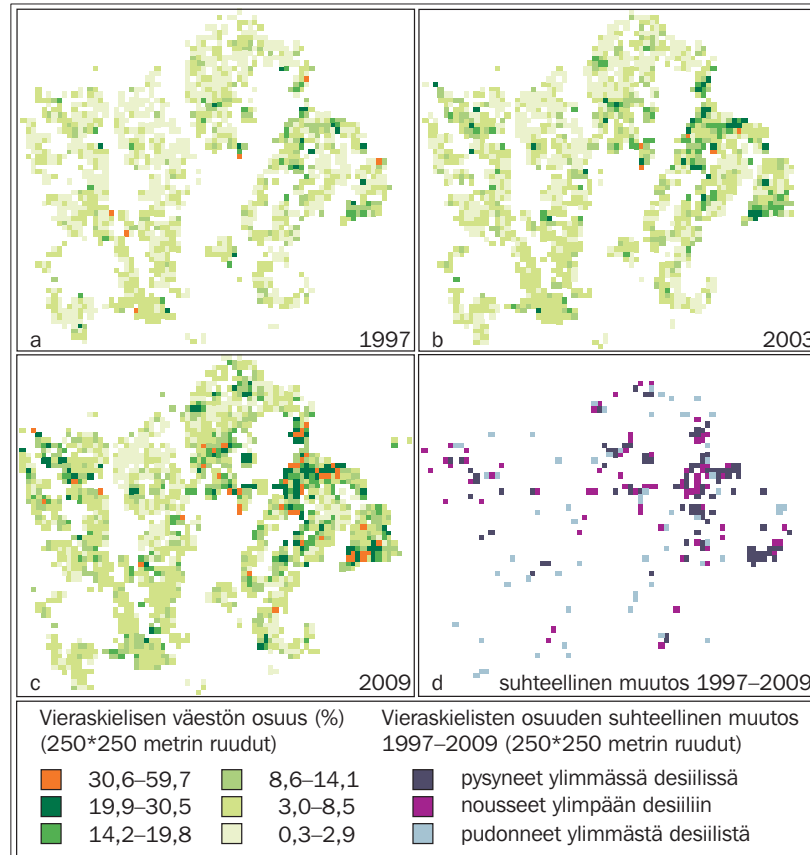 a 1997
b 2003
c 2009
d suhteellinen muutos 1997–2009
Vieraskielisen väestön osuus (%)
(250*250 metrin ruudut)
30,6–59,7 8,6–14,1
19,9–30,5 3,0–8,5
14,2–19,8 0,3–2,9
Vieraskielisten osuuden suhteellinen muutos
1997–2009 (250*250 metrin ruudut)
pysyneet ylimmässä desiilissä
nousseet ylimpään desiiliin
pudonneet ylimmästä desiilistä